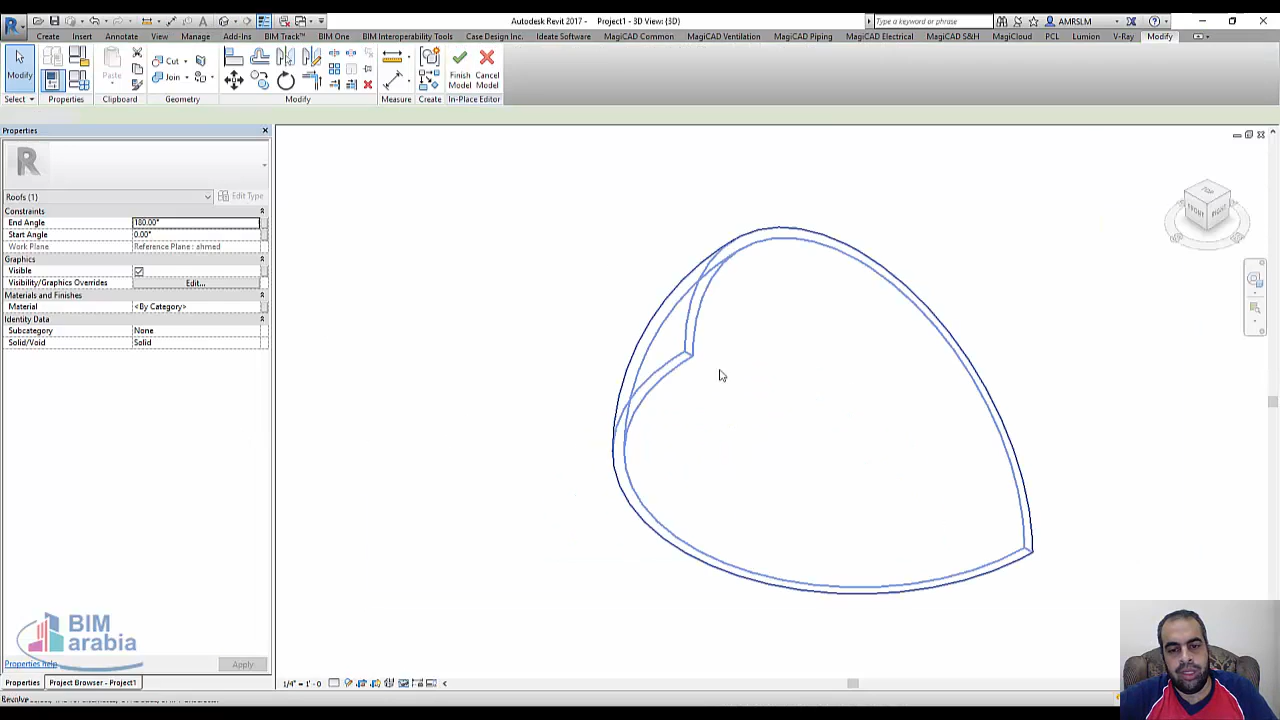 Autodesk Revit 2017 - Project1 - 3D View: {3D}
Type a keyword or phrase
AMRSLM
Create Insert Annotate View Manage Add-Ins BIM Track™ BIM One BIM Interoperability Tools Case Design Inc. Ideate Software MagiCAD Common MagiCAD Ventilation MagiCAD Piping MagiCAD Electrical MagiCAD S&H MagiCloud PCL Lumion V-Ray Modify
Modify Paste Cut Join Finish Model Cancel Model
Select Properties Clipboard Geometry Modify Measure Create In-Place Editor
Properties
R
Roofs (1) Edit Type
Constraints
End Angle 180.00°
Start Angle 0.00°
Work Plane Reference Plane : ahmed
Graphics
Visible
Visibility/Graphics Overrides Edit...
Materials and Finishes
Material <By Category>
Identity Data
Subcategory None
Solid/Void Solid
TOP
FRONT RIGHT
BIM
arabia
Properties help Apply
Properties Project Browser - Project1
1/4" = 1'-0